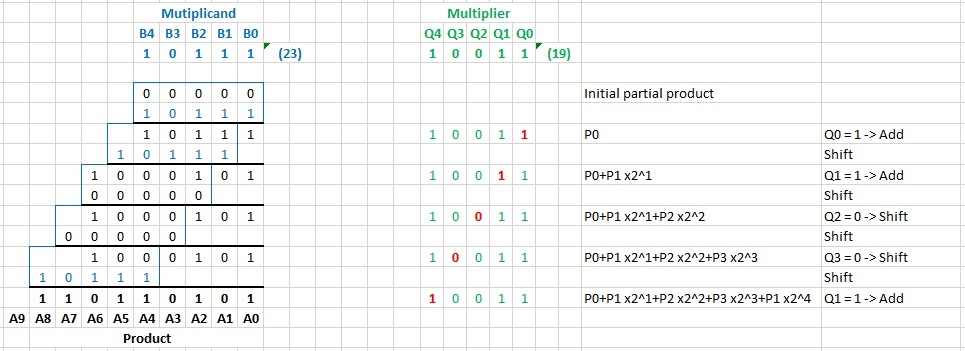 Mutiplicand Multiplier
B4 B3 B2 B1 B0 Q4 Q3 Q2 Q1 Q0
1 0 1 1 1 (23) 1 0 0 1 1 (19)
0 0 0 0 0 Initial partial product
1 0 1 1 1
1 0 1 1 1 1 0 0 1 1 P0 Q0 = 1 -> Add
1 0 1 1 1 Shift
1 0 0 0 1 0 1 1 0 0 1 1 P0+P1 x2^1 Q1 = 1 -> Add
0 0 0 0 0 Shift
1 0 0 0 1 0 1 1 0 0 1 1 P0+P1 x2^1+P2 x2^2 Q2 = 0 -> Shift
0 0 0 0 0 Shift
1 0 0 0 1 0 1 1 0 0 1 1 P0+P1 x2^1+P2 x2^2+P3 x2^3 Q3 = 0 -> Shift
1 0 1 1 1 Shift
1 1 0 1 1 0 1 0 1 1 0 0 1 1 P0+P1 x2^1+P2 x2^2+P3 x2^3+P1 x2^4 Q1 = 1 -> Add
A9 A8 A7 A6 A5 A4 A3 A2 A1 A0
Product